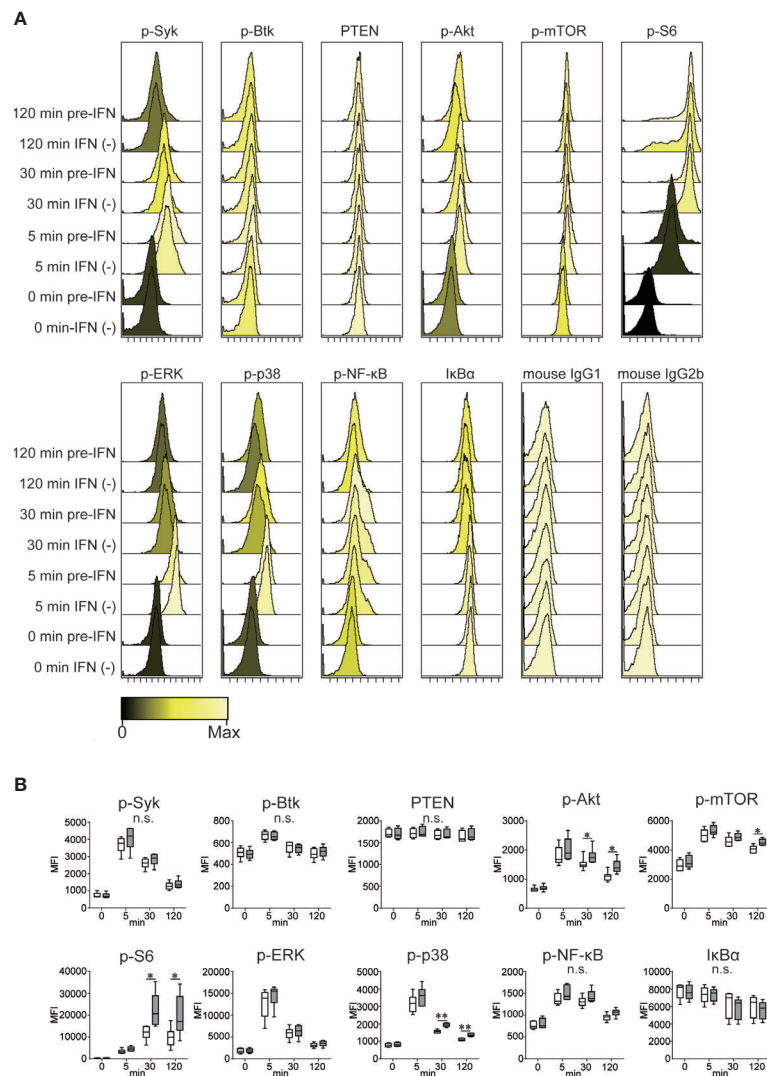 A
p-Syk p-Btk PTEN p-Akt p-mTOR p-S6
120 min pre-IFN
120 min IFN (-)
30 min pre-IFN
30 min IFN (-)
5 min pre-IFN
5 min IFN (-)
0 min pre-IFN
0 min-IFN (-)
p-ERK p-p38 p-NF-κB IκBα mouse IgG1 mouse IgG2b
120 min pre-IFN
120 min IFN (-)
30 min pre-IFN
30 min IFN (-)
5 min pre-IFN
5 min IFN (-)
0 min pre-IFN
0 min IFN (-)
0 Max
B
p-Syk
n.s.
MFI
5000
4000
3000
2000
1000
0
0 5 30 120
min
p-Btk
n.s.
MFI
800
600
400
200
0
0 5 30 120
min
PTEN
n.s.
MFI
2000
1500
1000
500
0
0 5 30 120
min
p-Akt
* *
MFI
3000
2000
1000
0
0 5 30 120
min
p-mTOR
*
MFI
6000
4000
2000
0
0 5 30 120
min
p-S6
* *
MFI
40000
30000
20000
10000
0
0 5 30 120
min
p-ERK
MFI
20000
15000
10000
5000
0
0 5 30 120
min
p-p38
** **
MFI
5000
4000
3000
2000
1000
0
0 5 30 120
min
p-NF-κB
n.s.
MFI
2000
1500
1000
500
0
0 5 30 120
min
IκBα
n.s.
MFI
10000
8000
6000
4000
2000
0
0 5 30 120
min